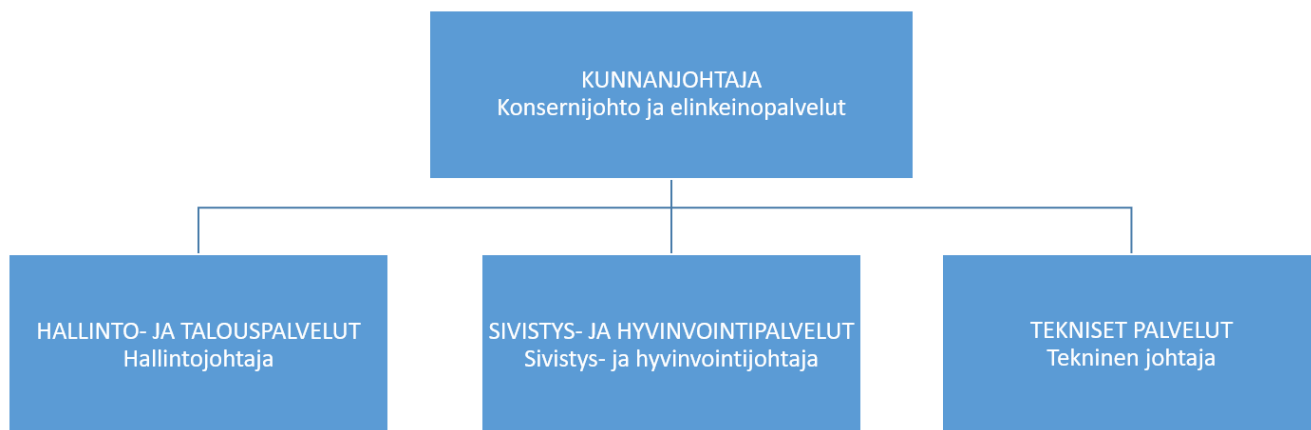 KUNNANJOHTAJA
Konsernijohto ja elinkeinopalvelut
HALLINTO- JA TALOUSPALVELUT
Hallintojohtaja
SIVISTYS- JA HYVINVOINTIPALVELUT
Sivistys- ja hyvinvointijohtaja
TEKNISET PALVELUT
Tekninen johtaja